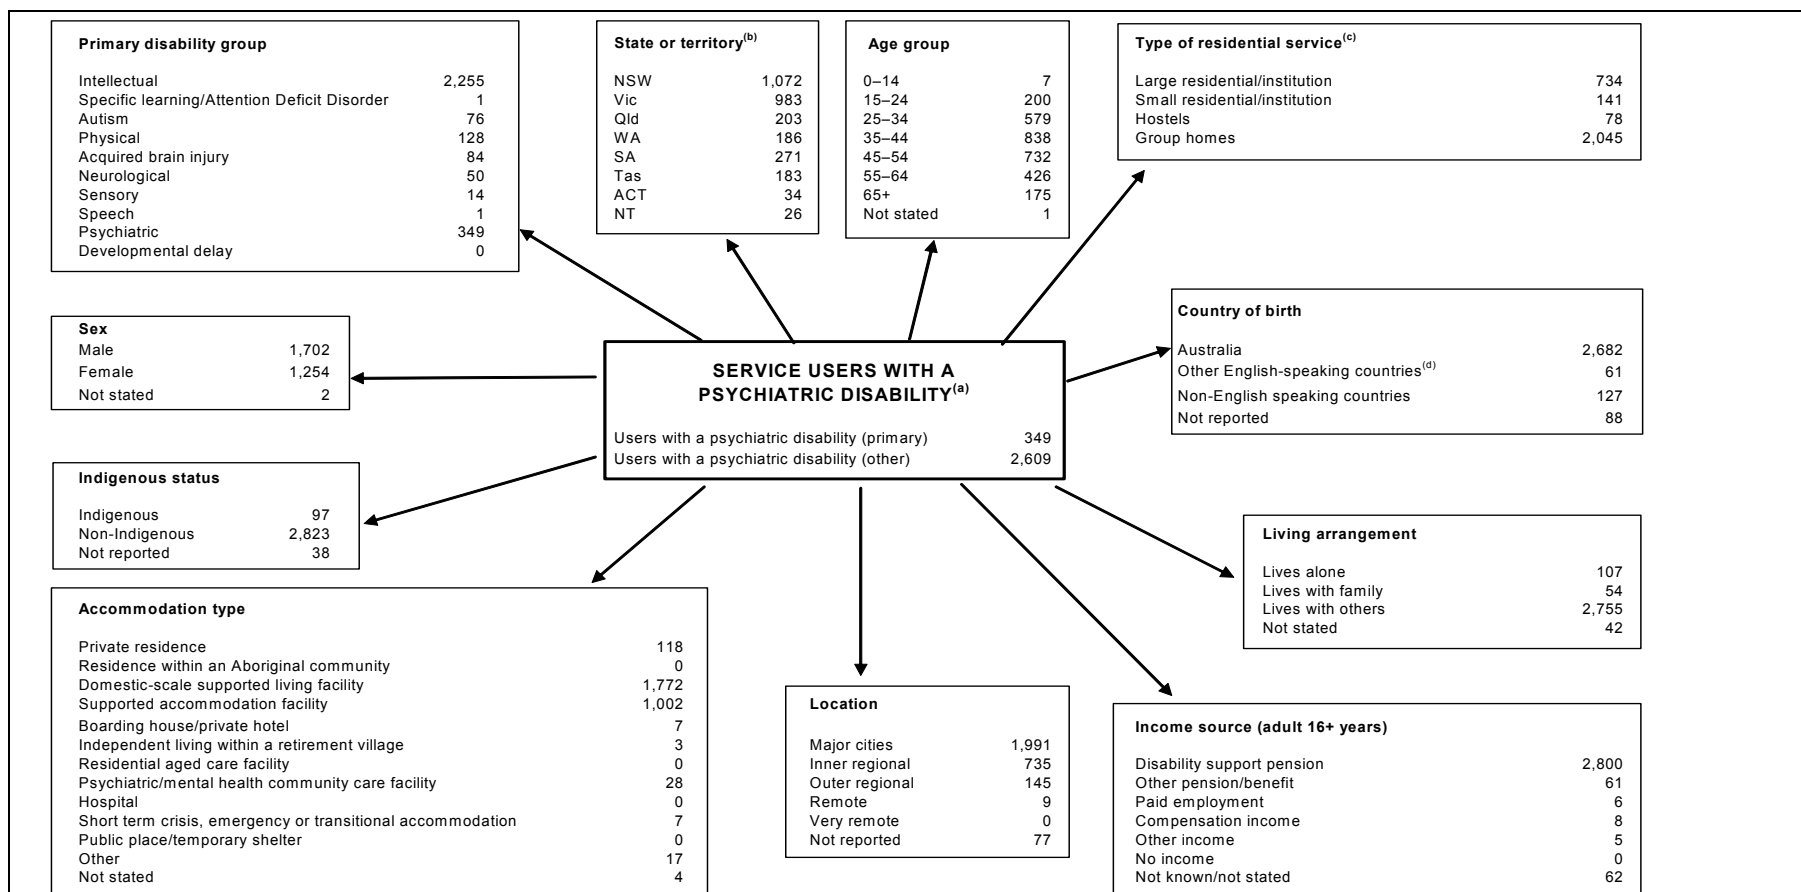 Primary disability group
Intellectual 2,255
Specific learning/Attention Deficit Disorder 1
Autism 76
Physical 128
Acquired brain injury 84
Neurological 50
Sensory 14
Speech 1
Psychiatric 349
Developmental delay 0
State or territory(b)
NSW 1,072
Vic 983
Qld 203
WA 186
SA 271
Tas 183
ACT 34
NT 26
Age group
0–14 7
15–24 200
25–34 579
35–44 838
45–54 732
55–64 426
65+ 175
Not stated 1
Type of residential service(c)
Large residential/institution 734
Small residential/institution 141
Hostels 78
Group homes 2,045
Sex
Male 1,702
Female 1,254
Not stated 2
SERVICE USERS WITH A
PSYCHIATRIC DISABILITY(a)
Users with a psychiatric disability (primary) 349
Users with a psychiatric disability (other) 2,609
Country of birth
Australia 2,682
Other English-speaking countries(d) 61
Non-English speaking countries 127
Not reported 88
Indigenous status
Indigenous 97
Non-Indigenous 2,823
Not reported 38
Living arrangement
Lives alone 107
Lives with family 54
Lives with others 2,755
Not stated 42
Accommodation type
Private residence 118
Residence within an Aboriginal community 0
Domestic-scale supported living facility 1,772
Supported accommodation facility 1,002
Boarding house/private hotel 7
Independent living within a retirement village 3
Residential aged care facility 0
Psychiatric/mental health community care facility 28
Hospital 0
Short term crisis, emergency or transitional accommodation 7
Public place/temporary shelter 0
Other 17
Not stated 4
Location
Major cities 1,991
Inner regional 735
Outer regional 145
Remote 9
Very remote 0
Not reported 77
Income source (adult 16+ years)
Disability support pension 2,800
Other pension/benefit 61
Paid employment 6
Compensation income 8
Other income 5
No income 0
Not known/not stated 62